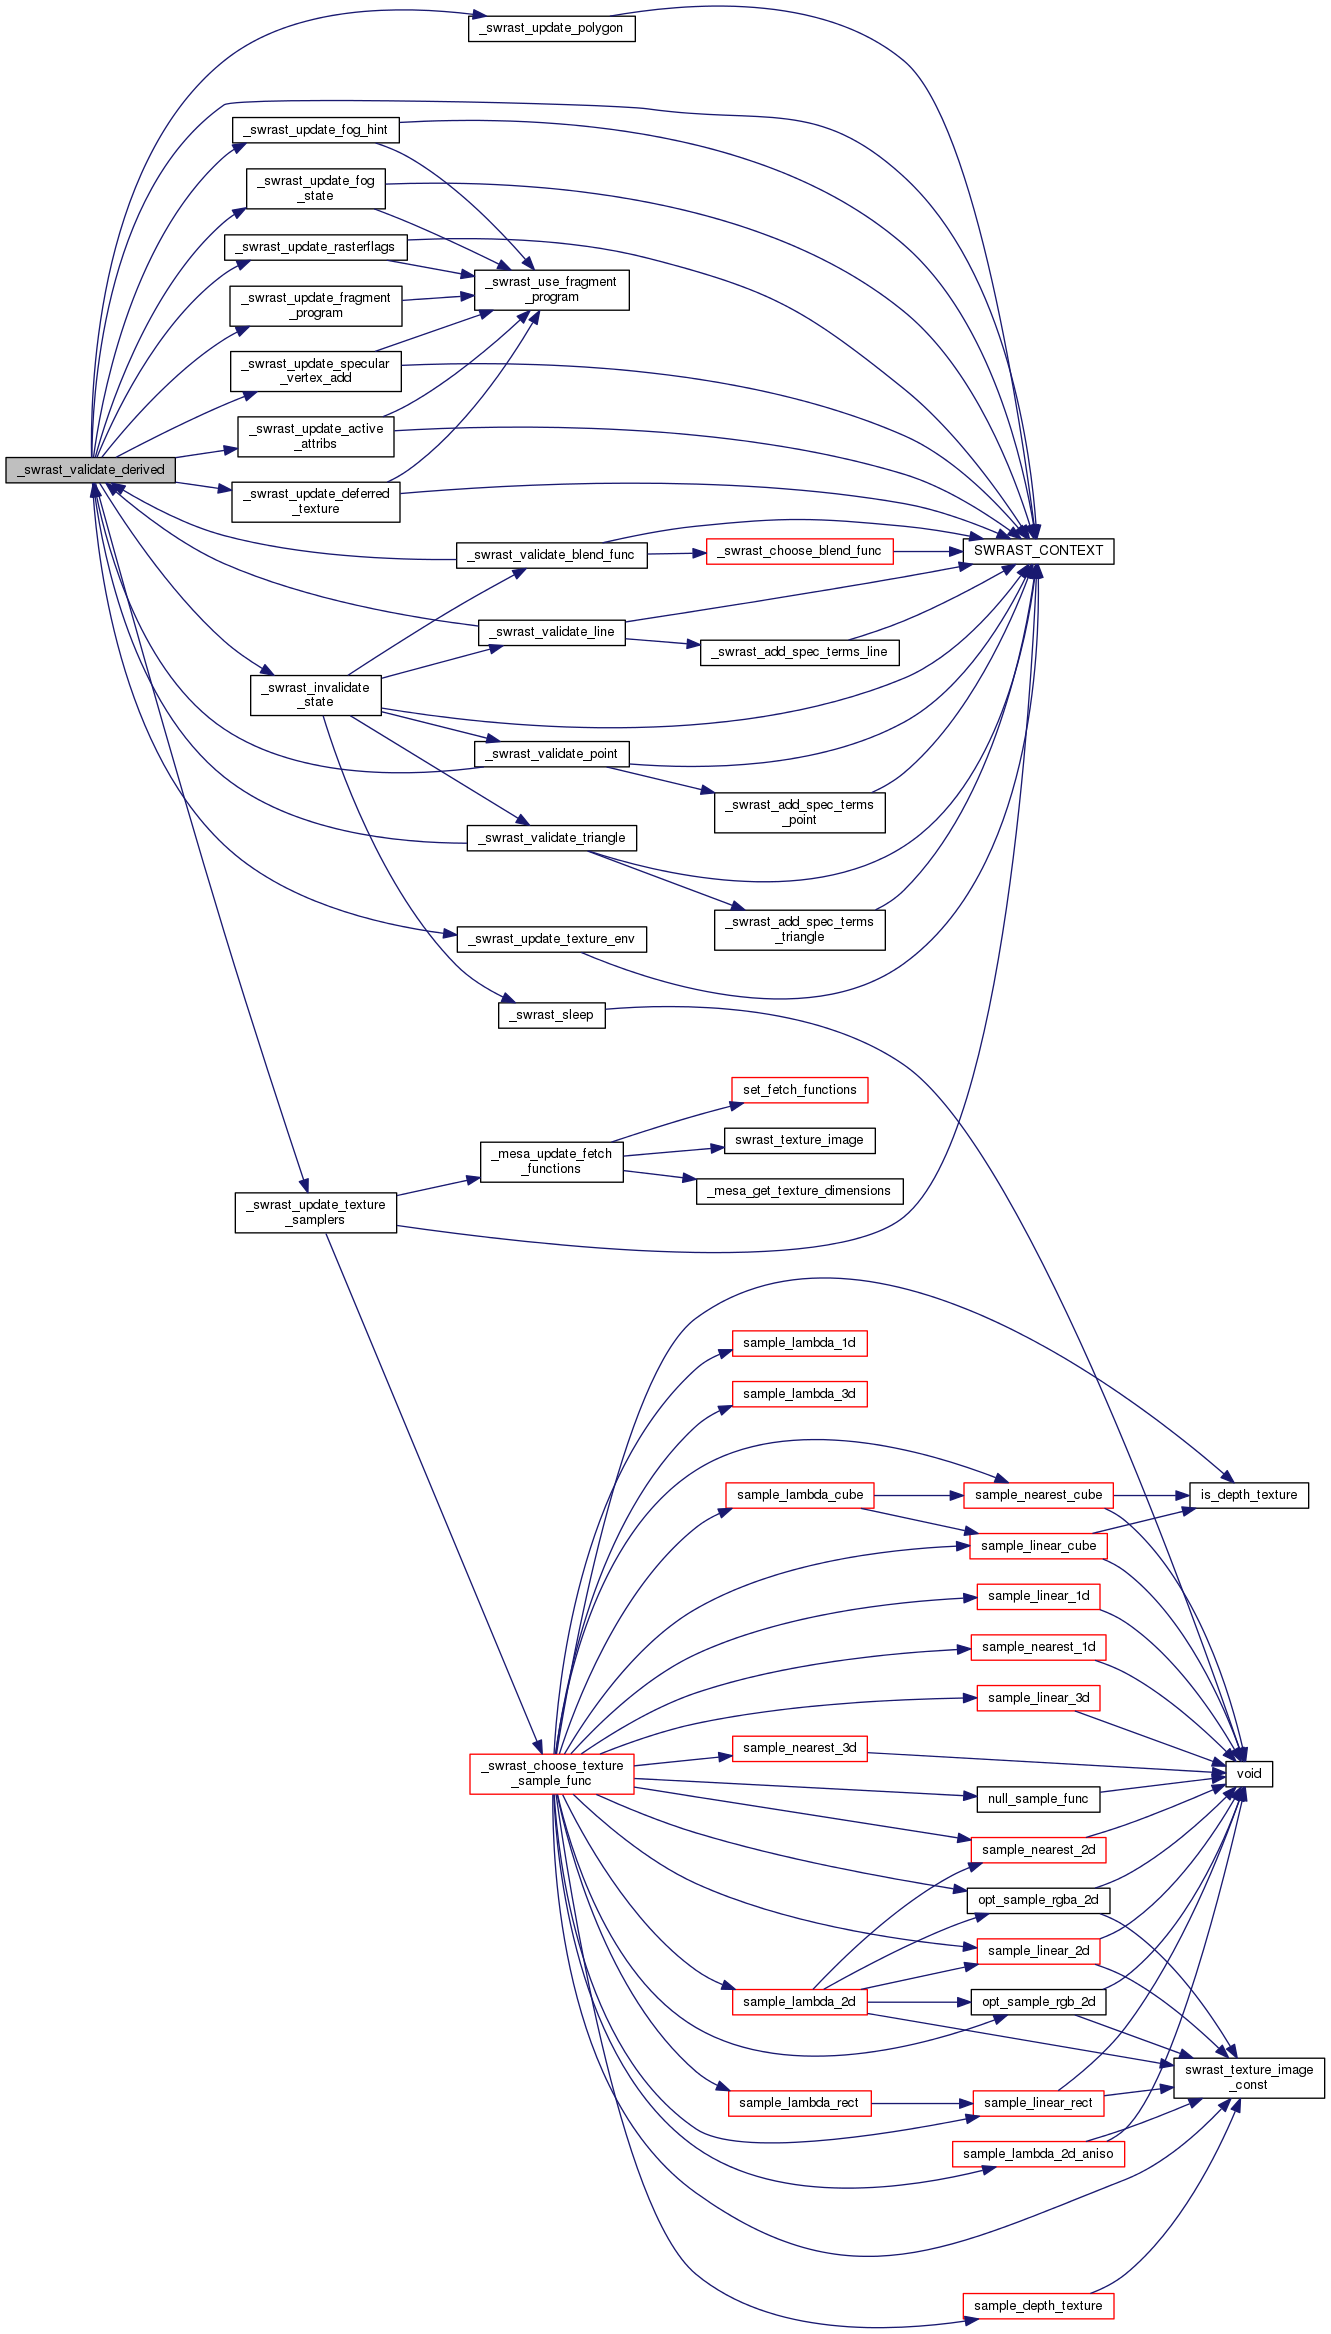 _swrast_update_polygon
_swrast_update_fog_hint
_swrast_update_fog
_state
_swrast_update_rasterflags
_swrast_use_fragment
_program
_swrast_update_fragment
_program
_swrast_update_specular
_vertex_add
_swrast_update_active
_attribs
_swrast_validate_derived
_swrast_update_deferred
_texture
_swrast_validate_blend_func
_swrast_choose_blend_func
SWRAST_CONTEXT
_swrast_validate_line
_swrast_add_spec_terms_line
_swrast_invalidate
_state
_swrast_validate_point
_swrast_add_spec_terms
_point
_swrast_validate_triangle
_swrast_add_spec_terms
_triangle
_swrast_update_texture_env
_swrast_sleep
set_fetch_functions
swrast_texture_image
_mesa_update_fetch
_functions
_mesa_get_texture_dimensions
_swrast_update_texture
_samplers
sample_lambda_1d
sample_lambda_3d
sample_lambda_cube
sample_nearest_cube
is_depth_texture
sample_linear_cube
sample_linear_1d
sample_nearest_1d
sample_linear_3d
sample_nearest_3d
_swrast_choose_texture
_sample_func
void
null_sample_func
sample_nearest_2d
opt_sample_rgba_2d
sample_linear_2d
sample_lambda_2d
opt_sample_rgb_2d
swrast_texture_image
_const
sample_lambda_rect
sample_linear_rect
sample_lambda_2d_aniso
sample_depth_texture